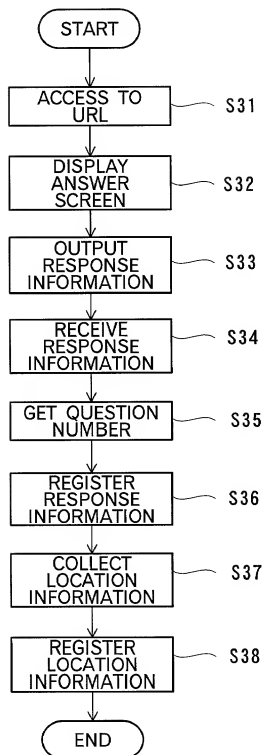 START
ACCESS TO
URL
S31
DISPLAY
ANSWER
SCREEN
S32
OUTPUT
RESPONSE
INFORMATION
S33
RECEIVE
RESPONSE
INFORMATION
S34
GET QUESTION
NUMBER
S35
REGISTER
RESPONSE
INFORMATION
S36
COLLECT
LOCATION
INFORMATION
S37
REGISTER
LOCATION
INFORMATION
S38
END